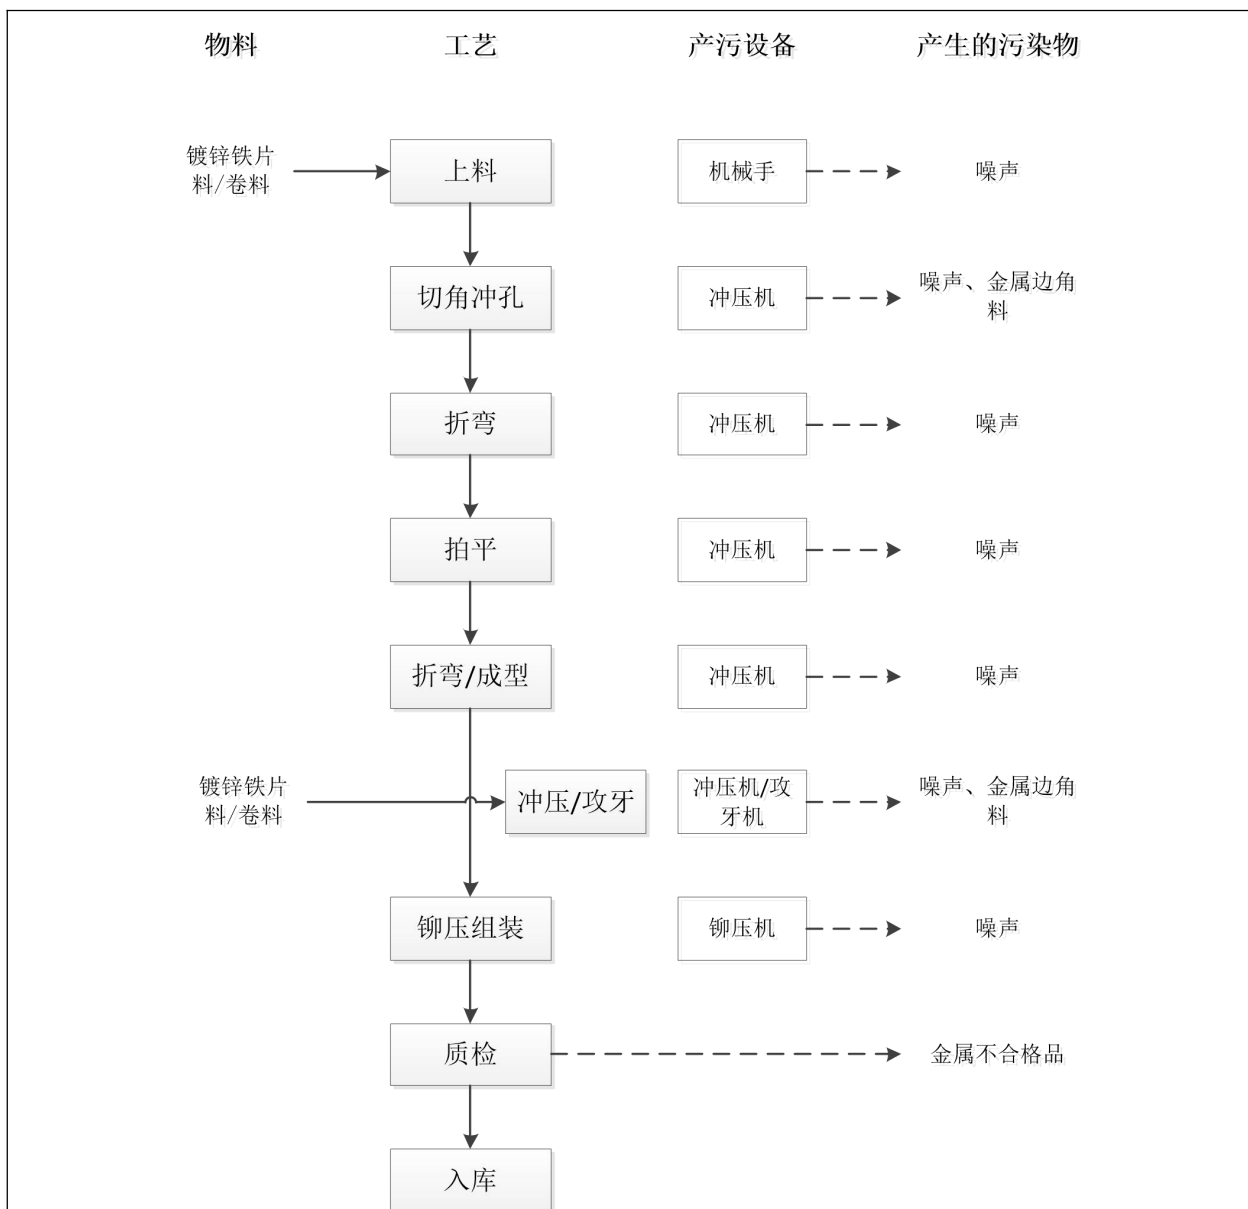 物料 工艺 产污设备 产生的污染物
镀锌铁片
料/卷料
上料 机械手 噪声
切角冲孔 冲压机 噪声、金属边角
料
折弯 冲压机 噪声
拍平 冲压机 噪声
折弯/成型 冲压机 噪声
镀锌铁片
料/卷料
冲压/攻牙
冲压机/攻
牙机
噪声、金属边角
料
铆压组装 铆压机 噪声
质检 金属不合格品
入库